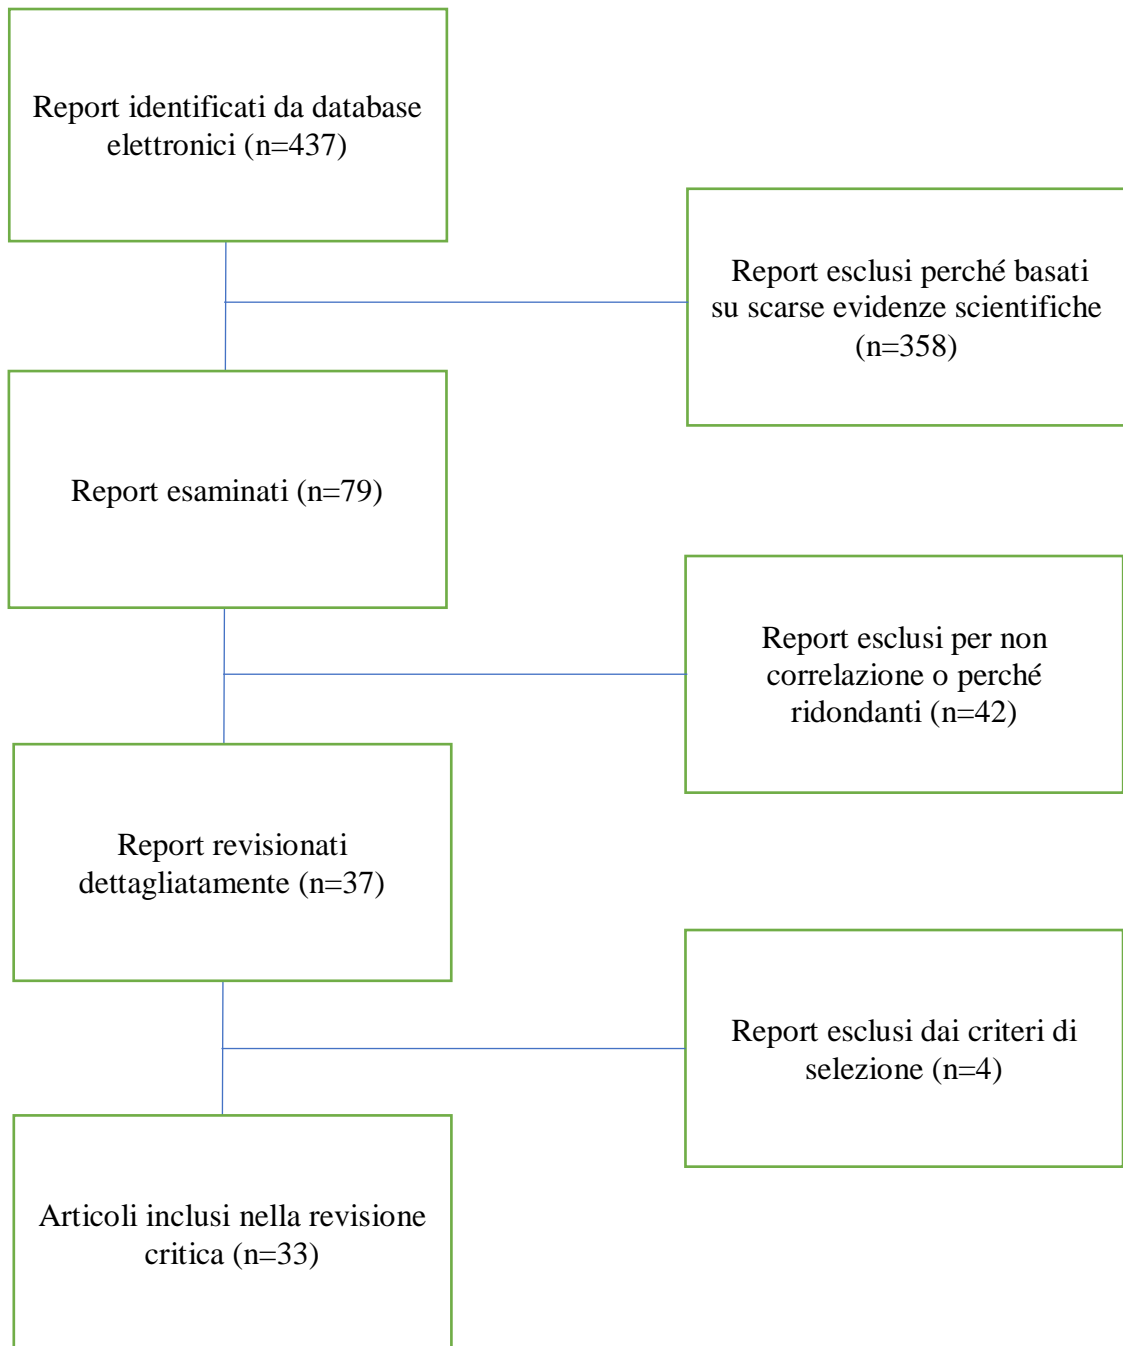 Report identificati da database
elettronici (n=437)
Report esclusi perché basati
su scarse evidenze scientifiche
(n=358)
Report esaminati (n=79)
Report esclusi per non
correlazione o perché
ridondanti (n=42)
Report revisionati
dettagliatamente (n=37)
Report esclusi dai criteri di
selezione (n=4)
Articoli inclusi nella revisione
critica (n=33)